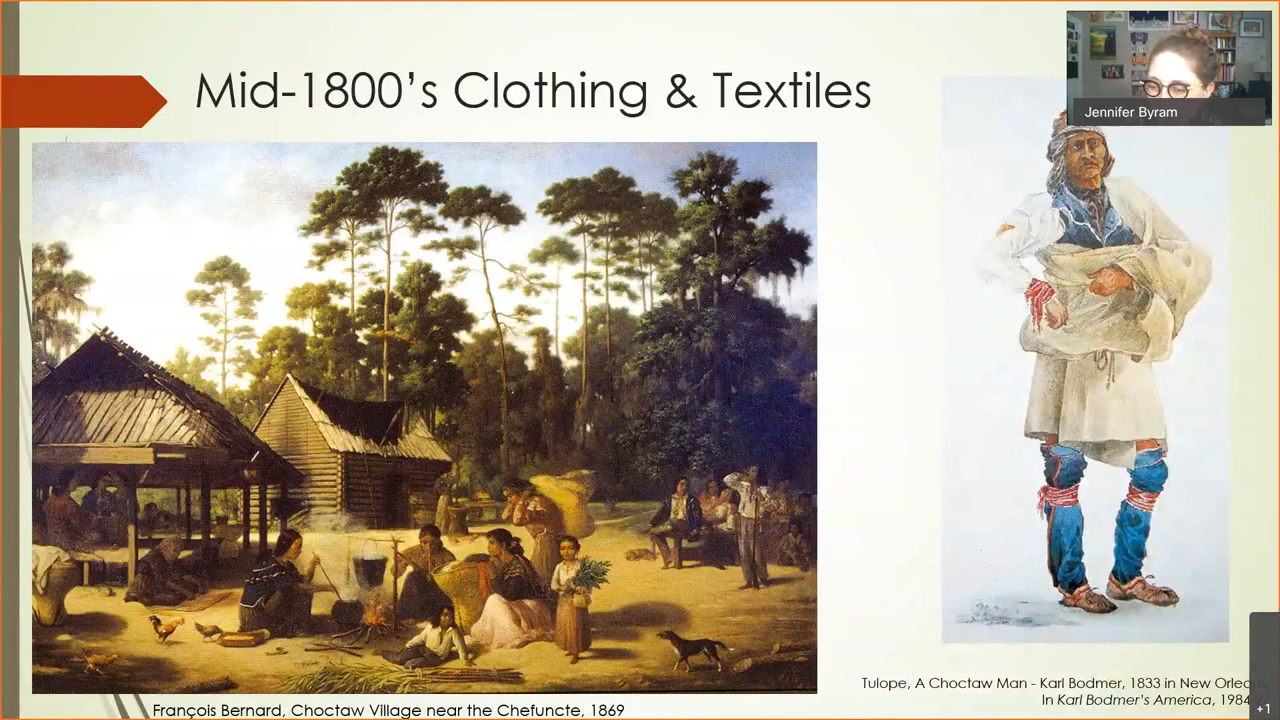 Mid-1800’s Clothing & Textiles
Jennifer Byram
Tulope, A Choctaw Man - Karl Bodmer, 1833 in New Orleans.
In Karl Bodmer’s America, 1984
François Bernard, Choctaw Village near the Chefuncte, 1869
+1